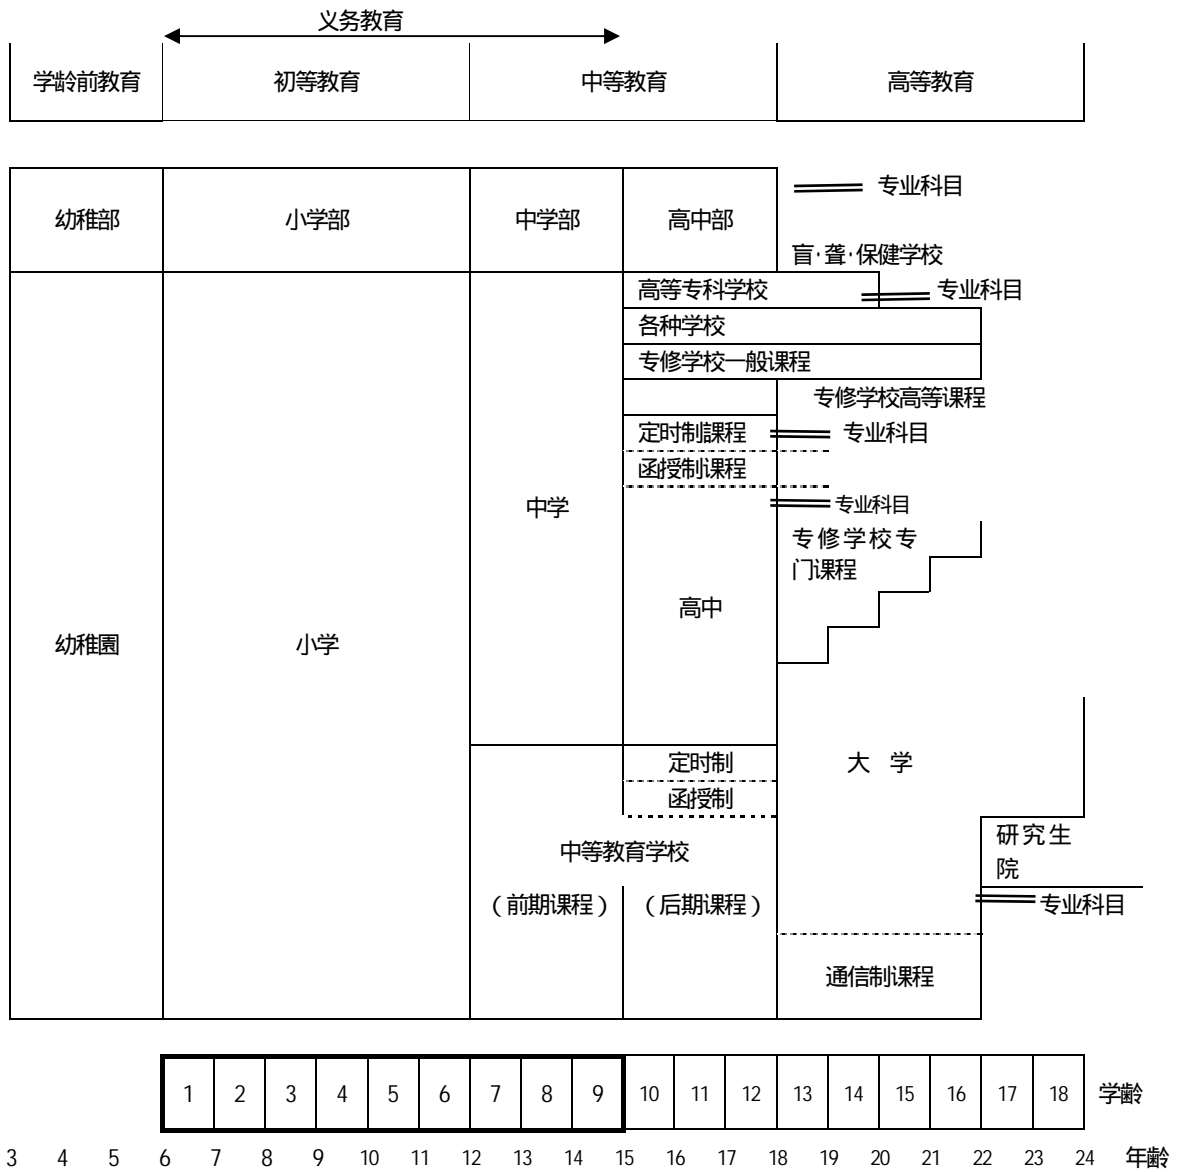 义务教育
学龄前教育 初等教育 中等教育 高等教育
专业科目
幼稚部 小学部 中学部 高中部
盲·聋·保健学校
高等专科学校 专业科目
各种学校
专修学校一般课程
专修学校高等课程
定时制課程 专业科目
函授制课程
中学 专业科目
专修学校专
门课程
高中
幼稚園 小学
定时制 大 学
函授制
研究生
院
中等教育学校
(前期课程) (后期课程) 专业科目
通信制课程
1 2 3 4 5 6 7 8 9 10 11 12 13 14 15 16 17 18 学齢
3 4 5 6 7 8 9 10 11 12 13 14 15 16 17 18 19 20 21 22 23 24 年齢